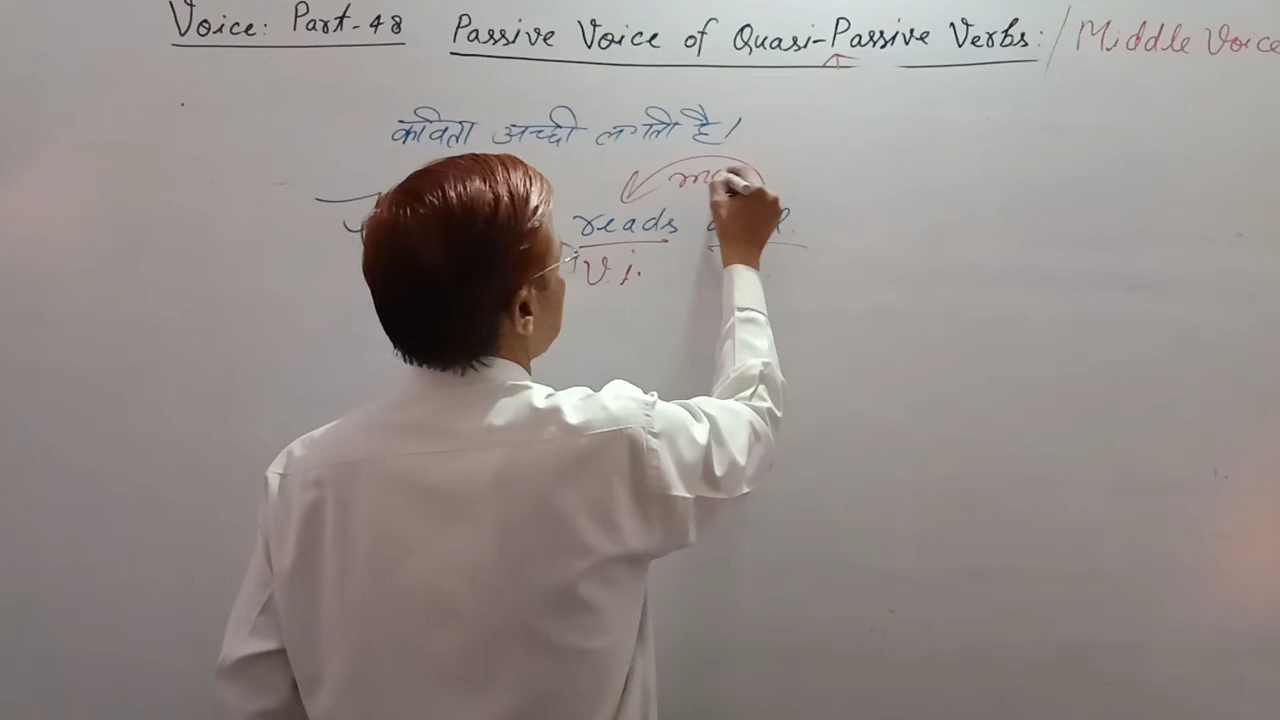 Voice: Part-48 Passive Voice of Quasi-Passive Verbs: / Middle Voice
कविता अच्छी लगती है।
reads
V.i.